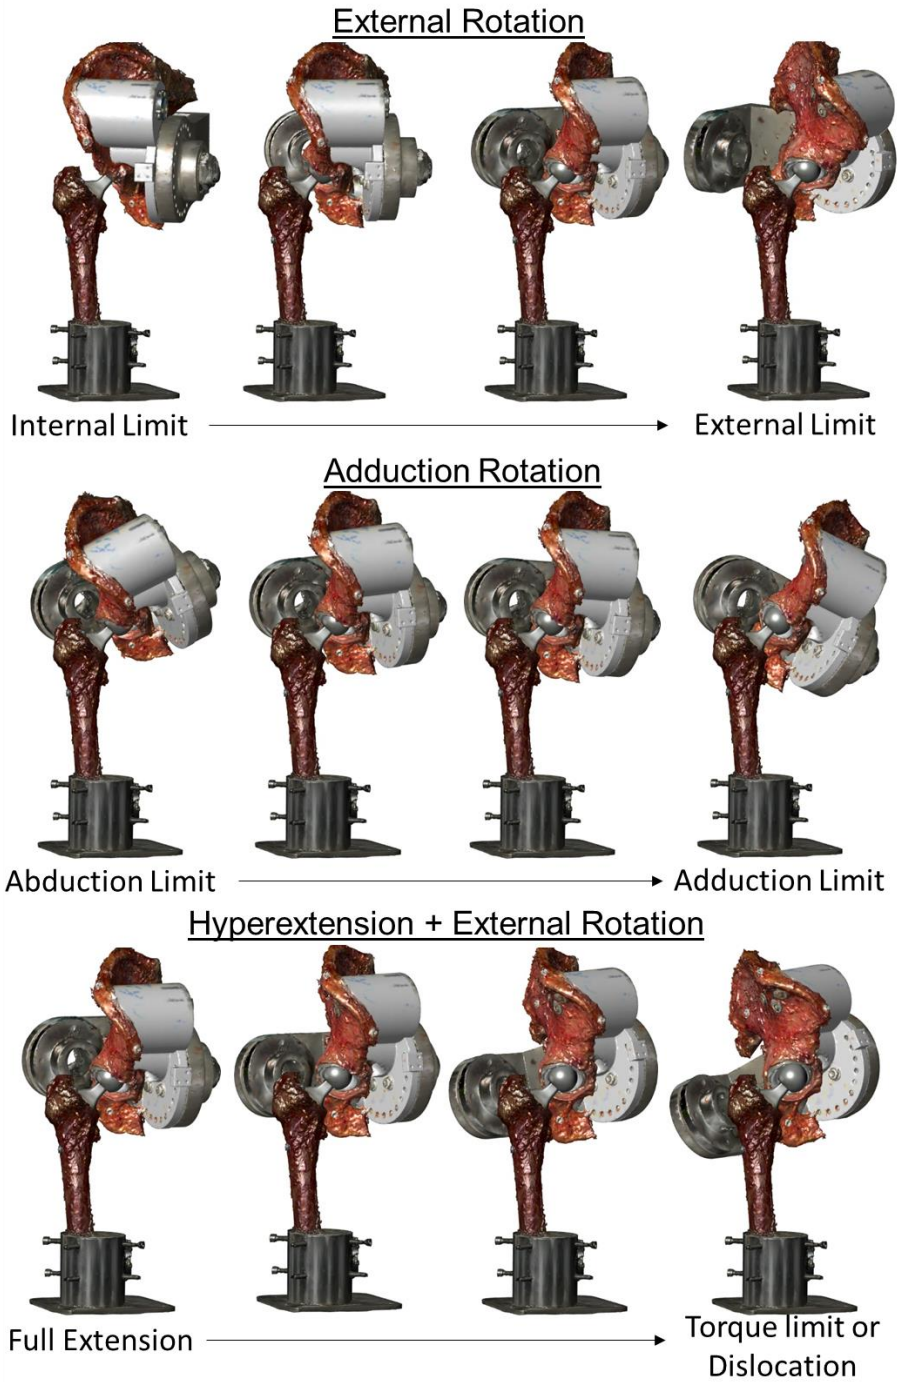 External Rotation
Internal Limit
External Limit
Adduction Rotation
Abduction Limit
Adduction Limit
Hyperextension + External Rotation
Full Extension
Torque limit or
Dislocation